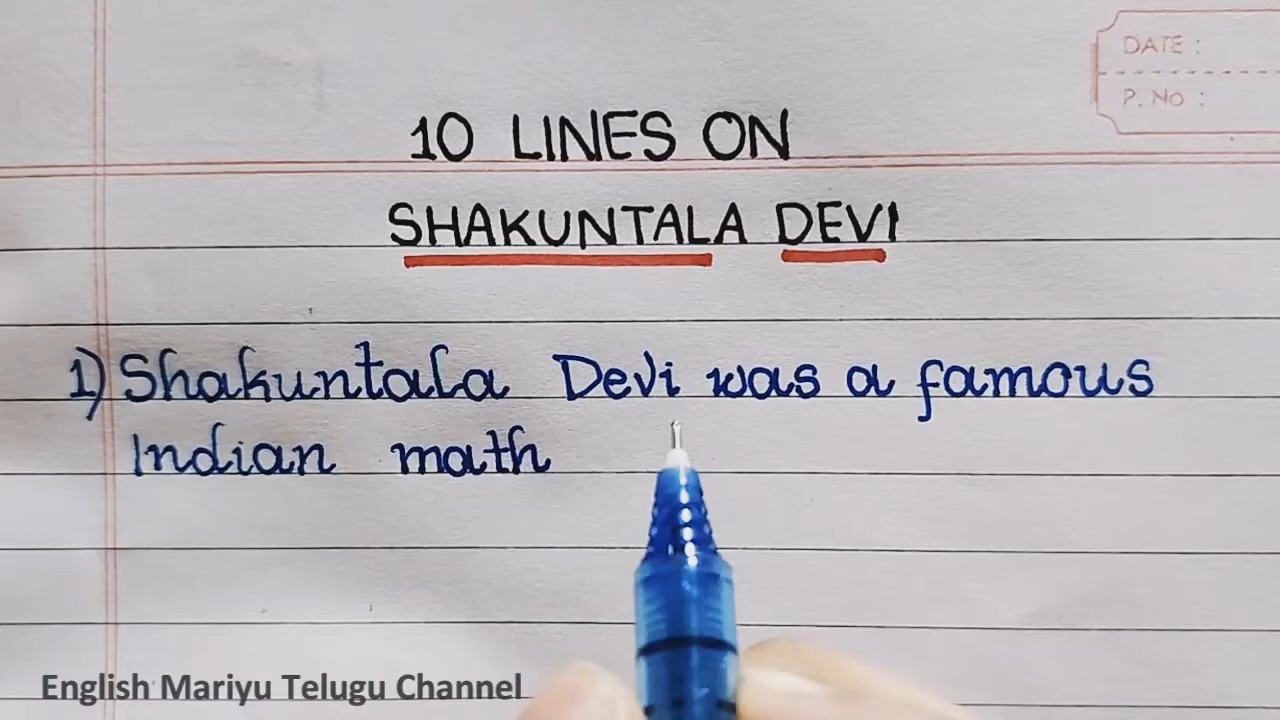 DATE :
P. No :
10 LINES ON
SHAKUNTALA DEVI
1) Shakuntala Devi was a famous
Indian math
English Mariyu Telugu Channel